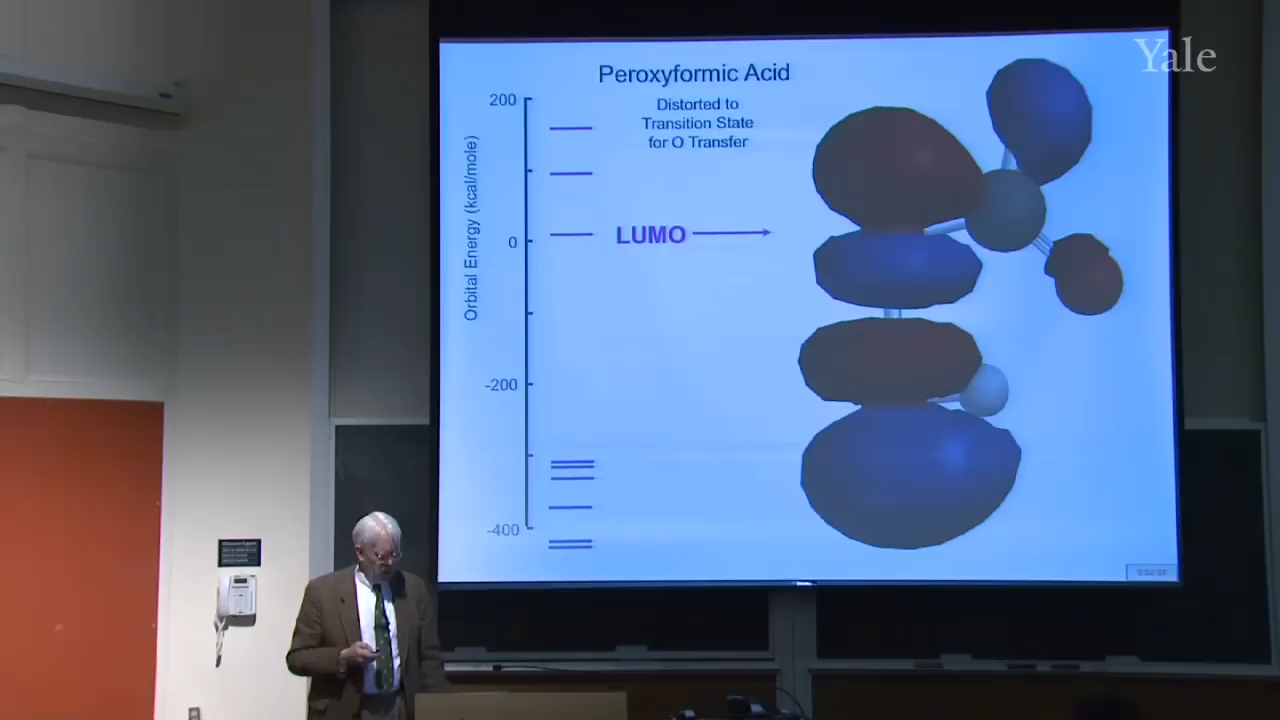 Yale
Peroxyformic Acid
Distorted to
Transition State
for O Transfer
Orbital Energy (kcal/mole)
200
0
-200
-400
LUMO